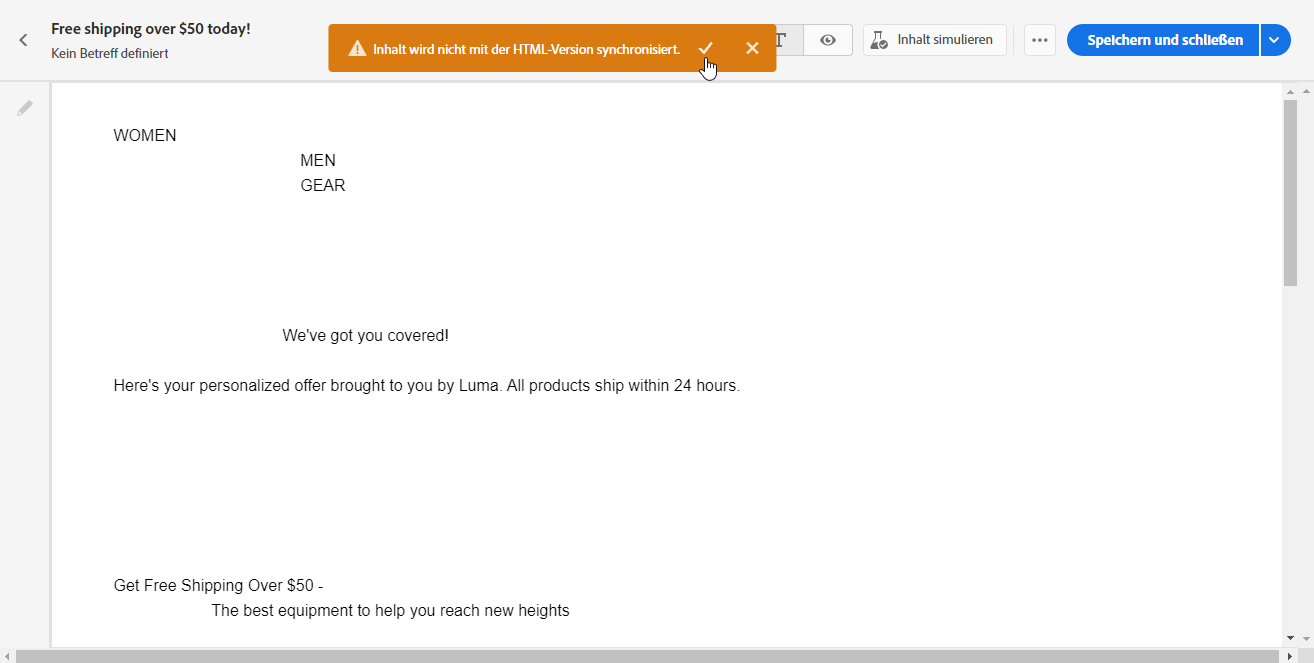 Free shipping over $50 today!
Kein Betreff definiert
Inhalt wird nicht mit der HTML-Version synchronisiert.
T
Inhalt simulieren
Speichern und schließen
WOMEN
MEN
GEAR
We've got you covered!
Here's your personalized offer brought to you by Luma. All products ship within 24 hours.
Get Free Shipping Over $50 -
The best equipment to help you reach new heights